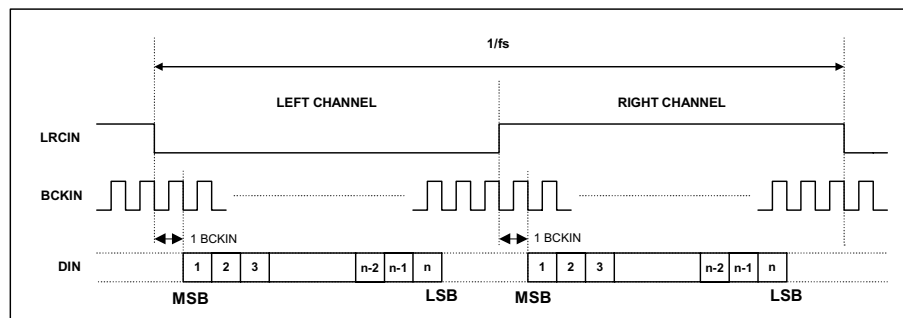 1/fs
LEFT CHANNEL RIGHT CHANNEL
LRCIN
BCKIN
1 BCKIN 1 BCKIN
DIN 1 2 3 n-2 n-1 n 1 2 3 n-2 n-1 n
MSB LSB MSB LSB